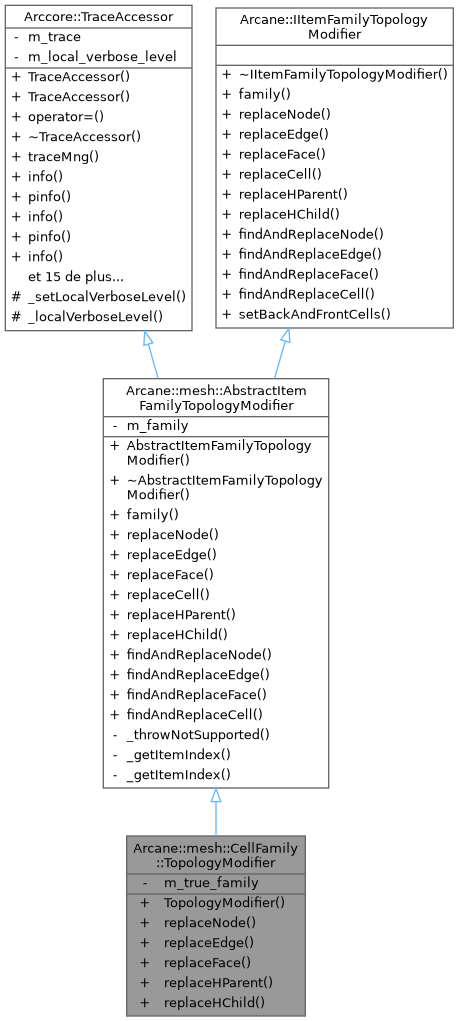 Arccore::TraceAccessor
- m_trace
- m_local_verbose_level
+ TraceAccessor()
+ TraceAccessor()
+ operator=()
+ ~TraceAccessor()
+ traceMng()
+ info()
+ pinfo()
+ info()
+ pinfo()
+ info()
et 15 de plus...
# _setLocalVerboseLevel()
# _localVerboseLevel()
Arcane::IItemFamilyTopology
Modifier
+ ~IItemFamilyTopologyModifier()
+ family()
+ replaceNode()
+ replaceEdge()
+ replaceFace()
+ replaceCell()
+ replaceHParent()
+ replaceHChild()
+ findAndReplaceNode()
+ findAndReplaceEdge()
+ findAndReplaceFace()
+ findAndReplaceCell()
+ setBackAndFrontCells()
Arcane::mesh::AbstractItem
FamilyTopologyModifier
- m_family
+ AbstractItemFamilyTopology
Modifier()
+ ~AbstractItemFamilyTopology
Modifier()
+ family()
+ replaceNode()
+ replaceEdge()
+ replaceFace()
+ replaceCell()
+ replaceHParent()
+ replaceHChild()
+ findAndReplaceNode()
+ findAndReplaceEdge()
+ findAndReplaceFace()
+ findAndReplaceCell()
- _throwNotSupported()
- _getItemIndex()
- _getItemIndex()
Arcane::mesh::CellFamily
::TopologyModifier
- m_true_family
+ TopologyModifier()
+ replaceNode()
+ replaceEdge()
+ replaceFace()
+ replaceHParent()
+ replaceHChild()